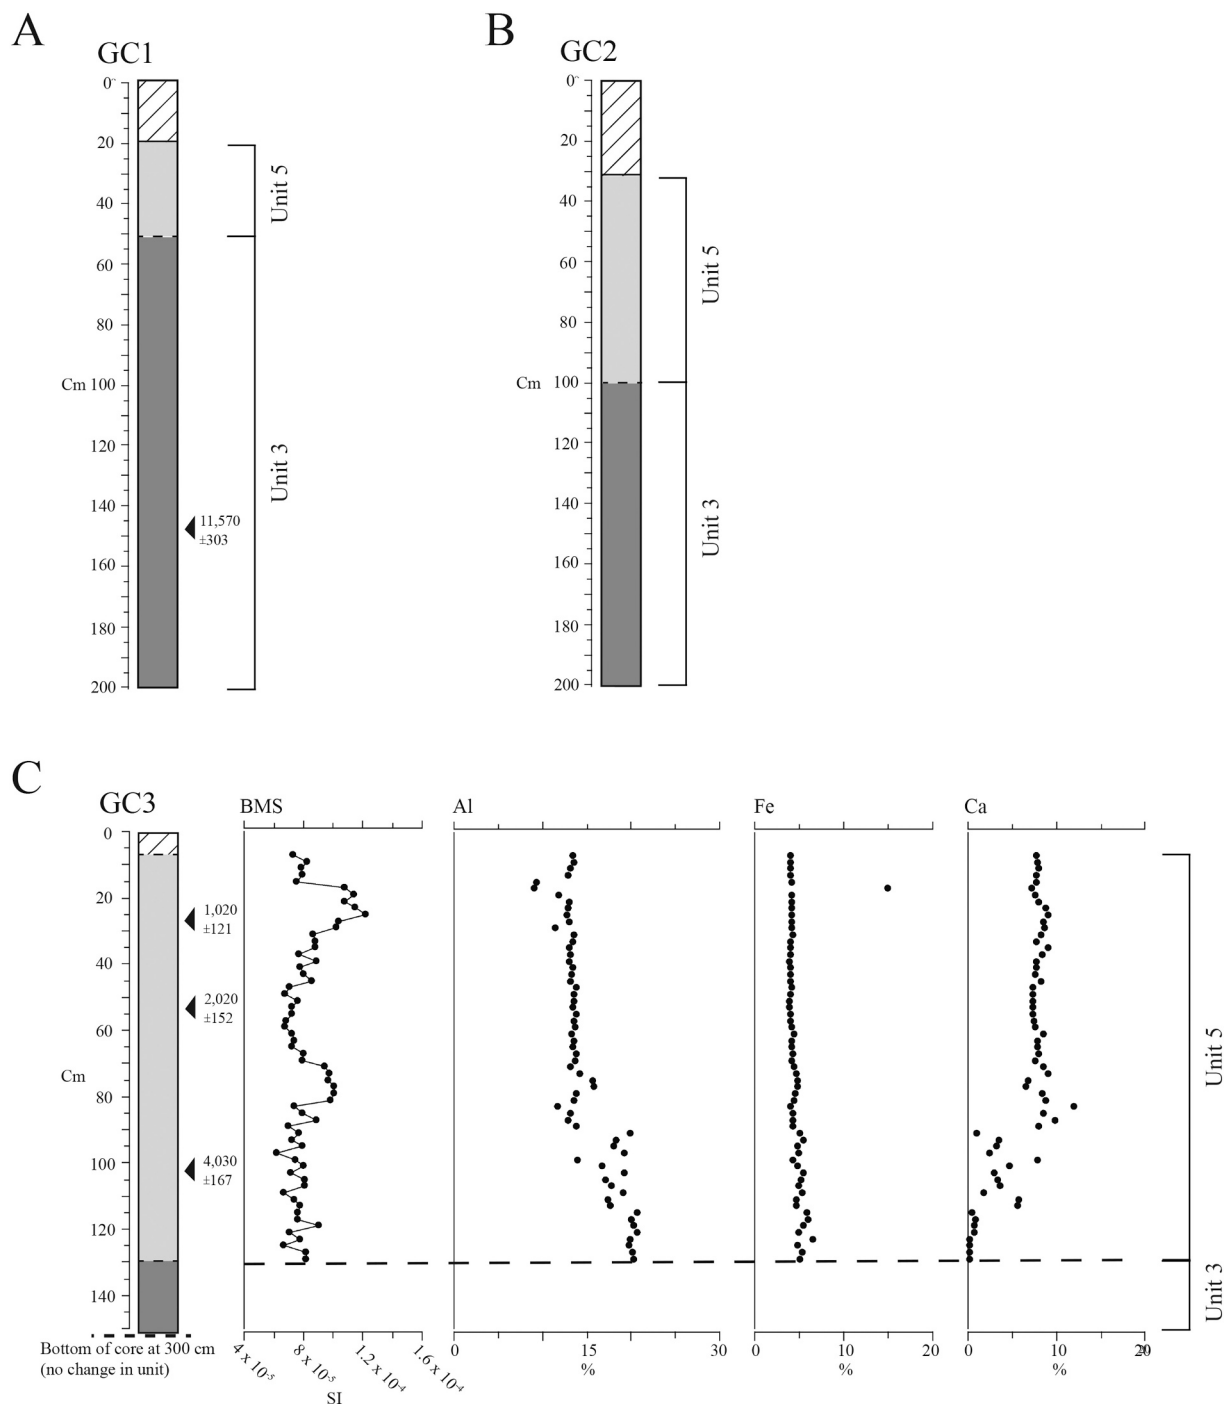 A
GC1
0
20
40
60
80
Cm 100
120
140
160
180
200
11,570
±303
Unit 5
Unit 3
B
GC2
0
20
40
60
80
Cm 100
120
140
160
180
200
Unit 5
Unit 3
C
GC3
BMS
Al
Fe
Ca
0
20
40
60
Cm
80
100
120
140
1,020
±121
2,020
±152
4,030
±167
Unit 5
Unit 3
Bottom of core at 300 cm
(no change in unit)
4 x 10-5
8 x 10-5
1.2 x 10-4
1.6 x 10-4
SI
0 15 30
%
0 10 20
%
0 10 20
%